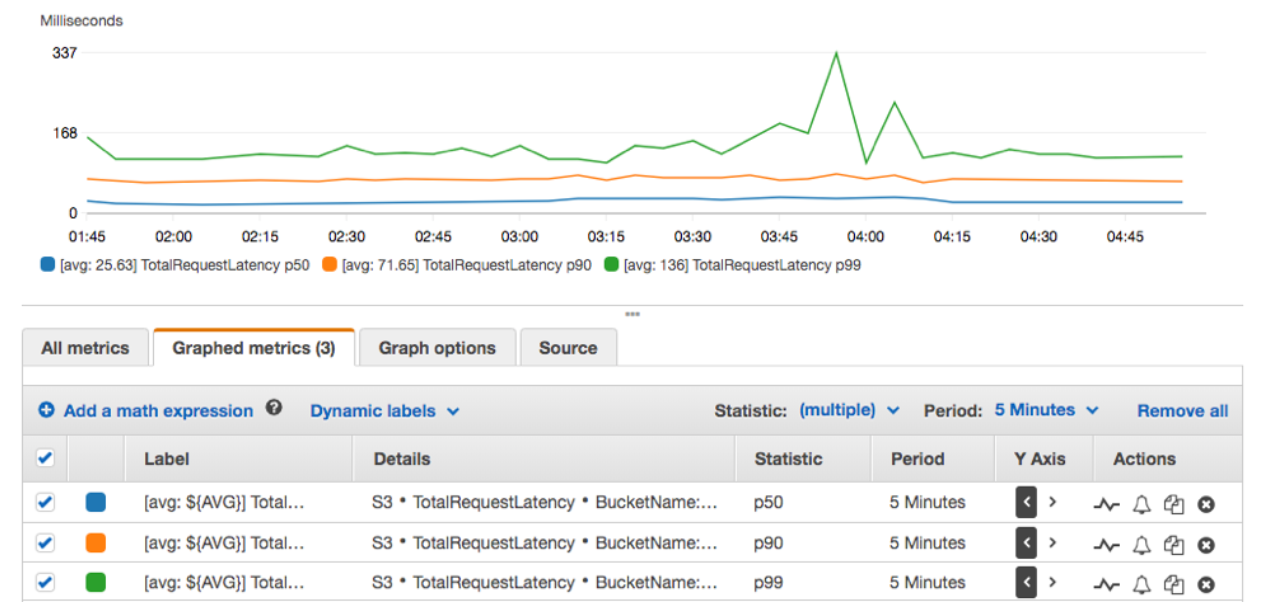 Milliseconds
337
168
0
01:45 02:00 02:15 02:30 02:45 03:00 03:15 03:30 03:45 04:00 04:15 04:30 04:45
[avg: 25.63] TotalRequestLatency p50 [avg: 71.65] TotalRequestLatency p90 [avg: 136] TotalRequestLatency p99
All metrics Graphed metrics (3) Graph options Source
Add a math expression ? Dynamic labels Statistic: (multiple) Period: 5 Minutes Remove all
Label Details Statistic Period Y Axis Actions
[avg: ${AVG}] Total... S3 • TotalRequestLatency • BucketName:... p50 5 Minutes < >
[avg: ${AVG}] Total... S3 • TotalRequestLatency • BucketName:... p90 5 Minutes < >
[avg: ${AVG}] Total... S3 • TotalRequestLatency • BucketName:... p99 5 Minutes < >